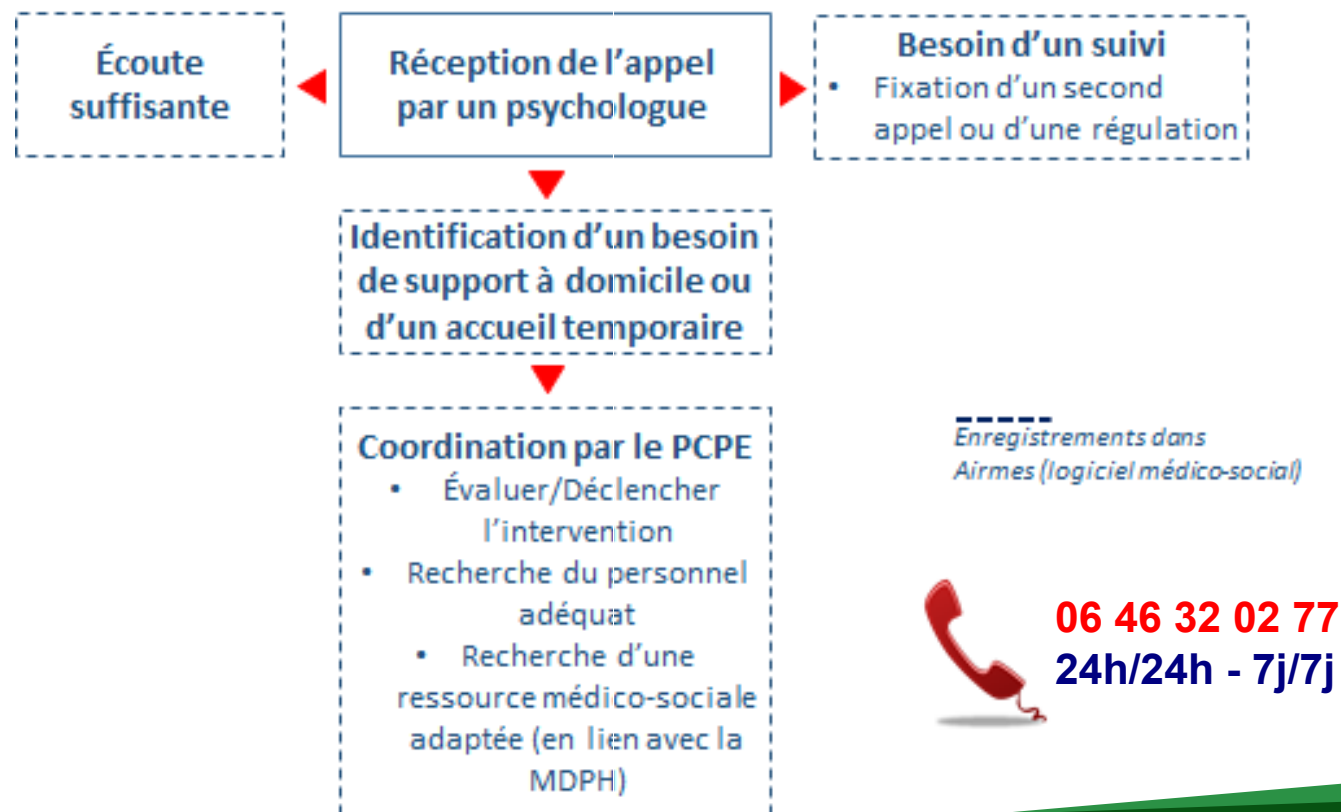 Écoute
suffisante
Réception de l'appel
par un psychologue
Besoin d'un suivi
• Fixation d'un second
appel ou d'une régulation
Identification d'un besoin
de support à domicile ou
d'un accueil temporaire
Coordination par le PCPE
• Évaluer/Déclencher
l'intervention
• Recherche du personnel
adéquat
• Recherche d'une
ressource médico-sociale
adaptée (en lien avec la
MDPH)
Enregistrements dans
Airmes (logiciel médico-social)
06 46 32 02 77
24h/24h - 7j/7j